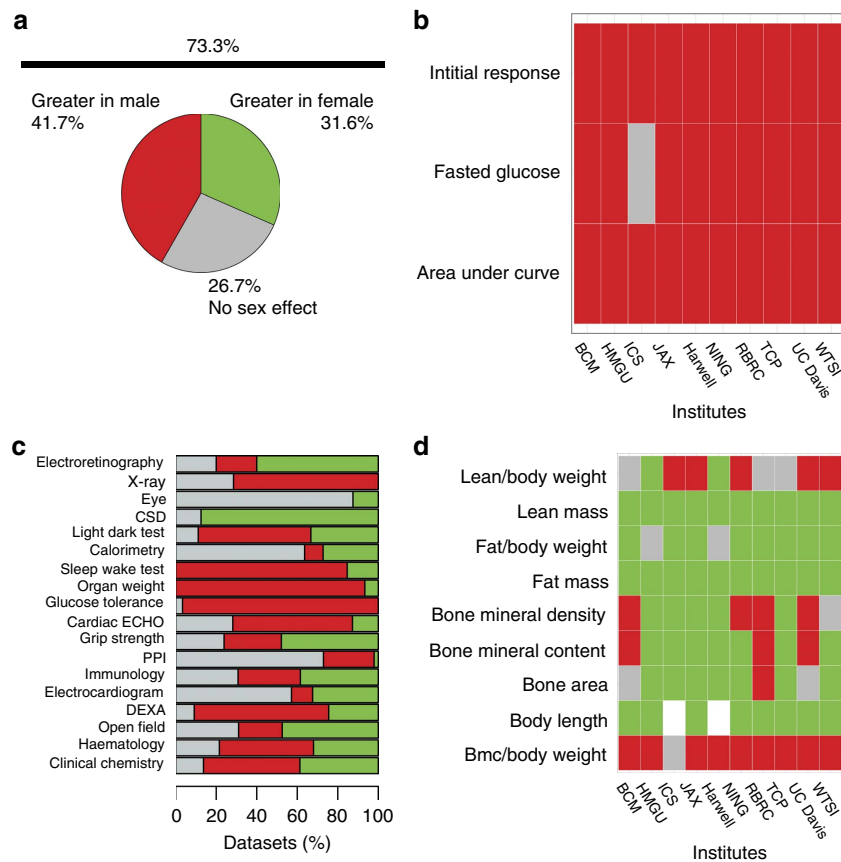 a
73.3%
Greater in male
41.7%
Greater in female
31.6%
26.7%
No sex effect
b
Intitial response
Fasted glucose
Area under curve
BCM
HMGU
ICS
JAX
Harwell
NING
RBRC
TCP
UC Davis
WTSI
Institutes
c
Electroretinography
X-ray
Eye
CSD
Light dark test
Calorimetry
Sleep wake test
Organ weight
Glucose tolerance
Cardiac ECHO
Grip strength
PPI
Immunology
Electrocardiogram
DEXA
Open field
Haematology
Clinical chemistry
0 20 40 60 80 100
Datasets (%)
d
Lean/body weight
Lean mass
Fat/body weight
Fat mass
Bone mineral density
Bone mineral content
Bone area
Body length
Bmc/body weight
BCM
HMGU
ICS
JAX
Harwell
NING
RBRC
TCP
UC Davis
WTSI
Institutes